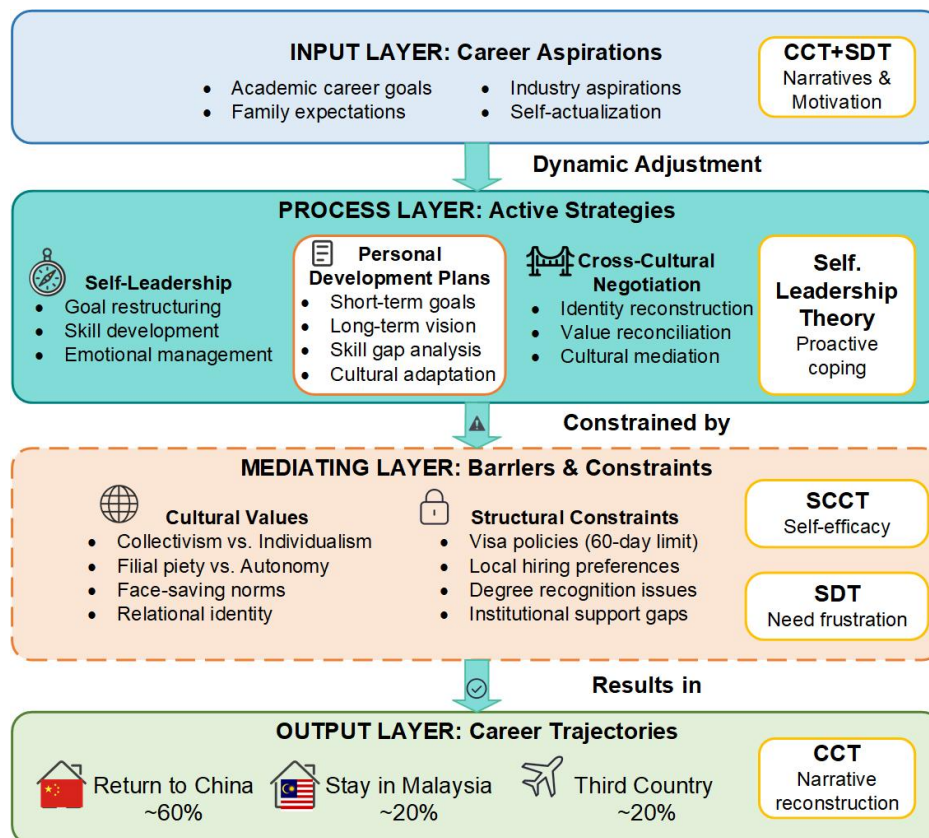 INPUT LAYER: Career Aspirations
• Academic career goals
• Family expectations
• Industry aspirations
• Self-actualization
CCT+SDT
Narratives &
Motivation
Dynamic Adjustment
PROCESS LAYER: Active Strategies
Self-Leadership
• Goal restructuring
• Skill development
• Emotional management
Personal
Development Plans
• Short-term goals
• Long-term vision
• Skill gap analysis
• Cultural adaptation
Cross-Cultural
Negotiation
• Identity reconstruction
• Value reconciliation
• Cultural mediation
Self.
Leadership
Theory
Proactive
coping
Constrained by
MEDIATING LAYER: Barrlers & Constraints
Cultural Values
• Collectivism vs. Individualism
• Filial piety vs. Autonomy
• Face-saving norms
• Relational identity
Structural Constraints
• Visa policies (60-day limit)
• Local hiring preferences
• Degree recognition issues
• Institutional support gaps
SCCT
Self-efficacy
SDT
Need frustration
Results in
OUTPUT LAYER: Career Trajectories
Return to China
~60%
Stay in Malaysia
~20%
Third Country
~20%
CCT
Narrative
reconstruction